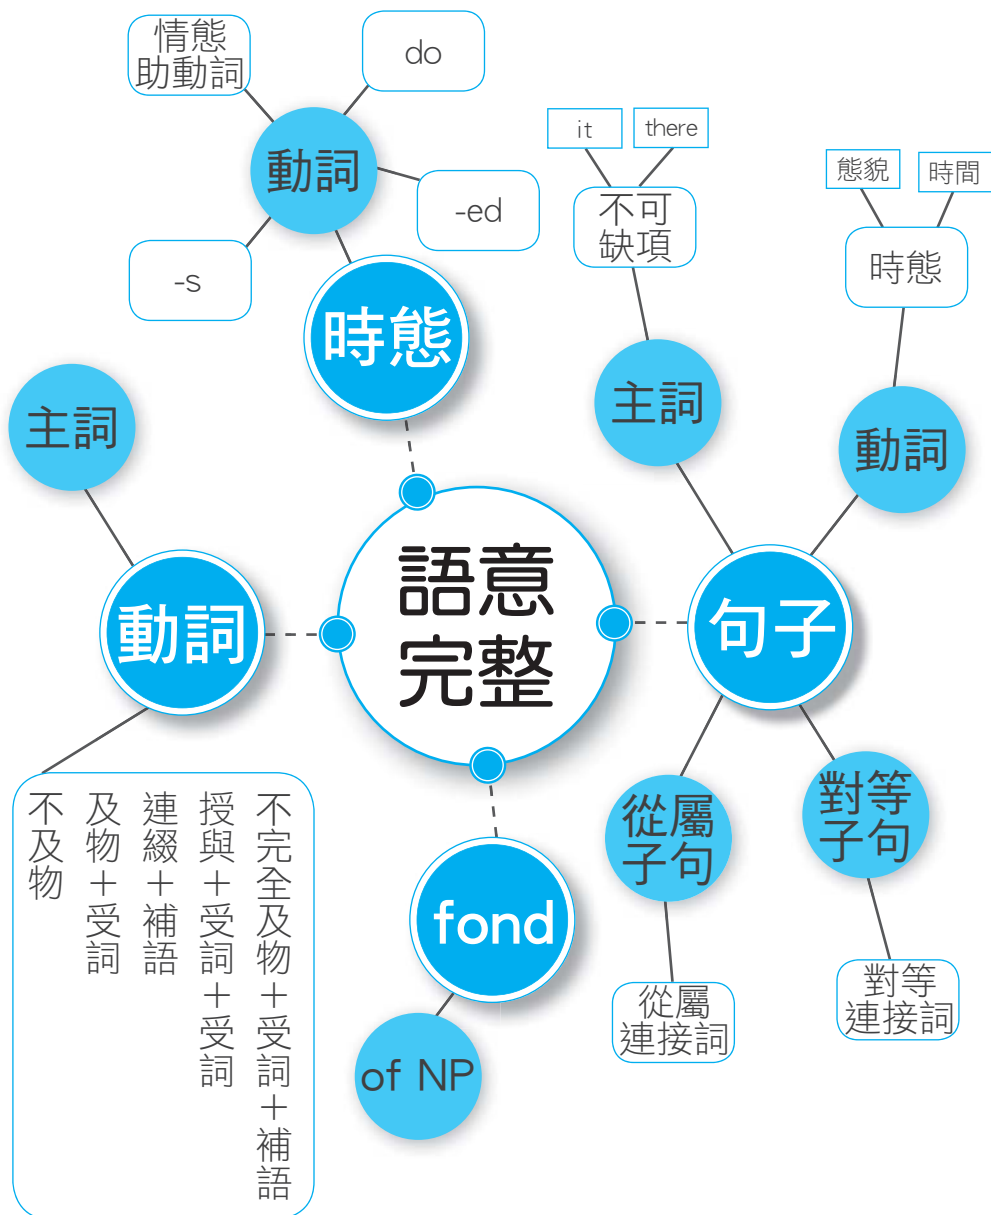 情態
助動詞
do
動詞
-ed
-s
時態
it
there
不可
缺項
主詞
態貌
時間
時態
動詞
主詞
動詞
語意
完整
句子
不及物
及物＋受詞
連綴＋補語
授與＋受詞＋受詞
不完全及物＋受詞＋補語
fond
of NP
從屬
子句
從屬
連接詞
對等
子句
對等
連接詞